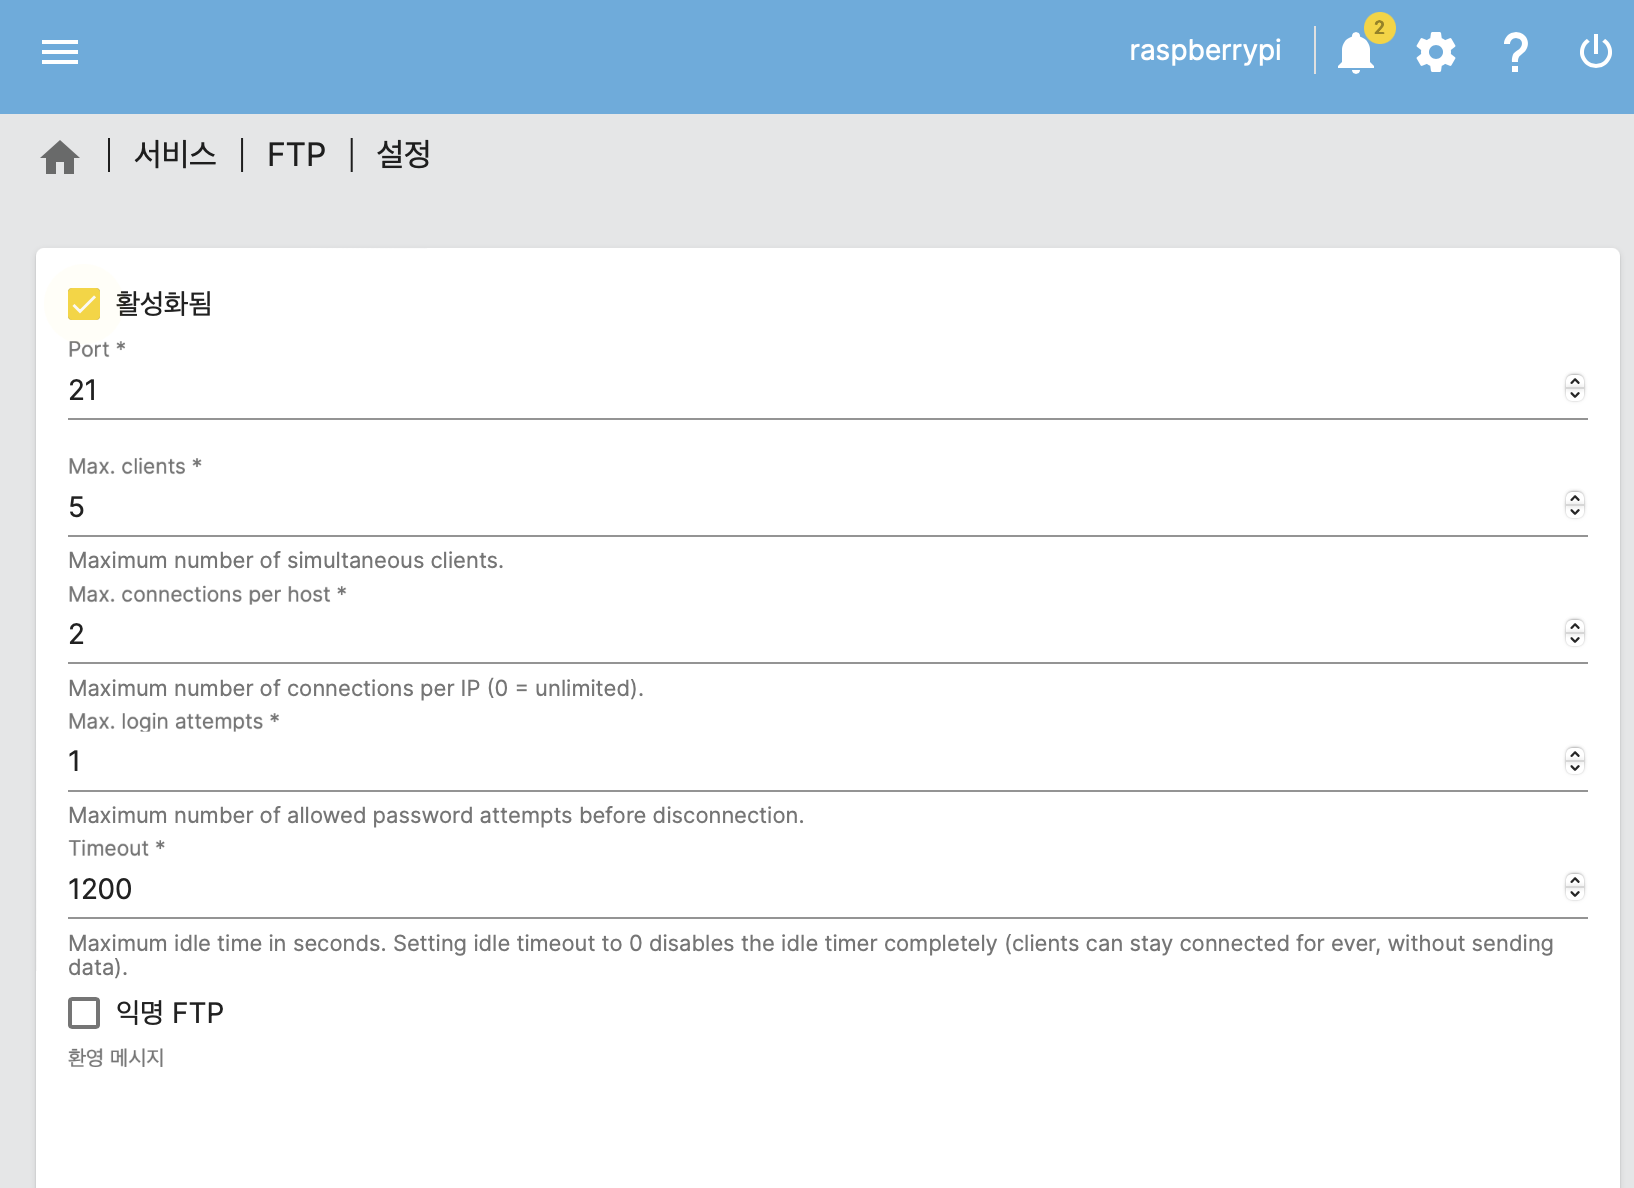 raspberrypi
2
서비스 | FTP | 설정
활성화됨
Port *
21
Max. clients *
5
Maximum number of simultaneous clients.
Max. connections per host *
2
Maximum number of connections per IP (0 = unlimited).
Max. login attempts *
1
Maximum number of allowed password attempts before disconnection.
Timeout *
1200
Maximum idle time in seconds. Setting idle timeout to 0 disables the idle timer completely (clients can stay connected for ever, without sending
data).
익명 FTP
환영 메시지